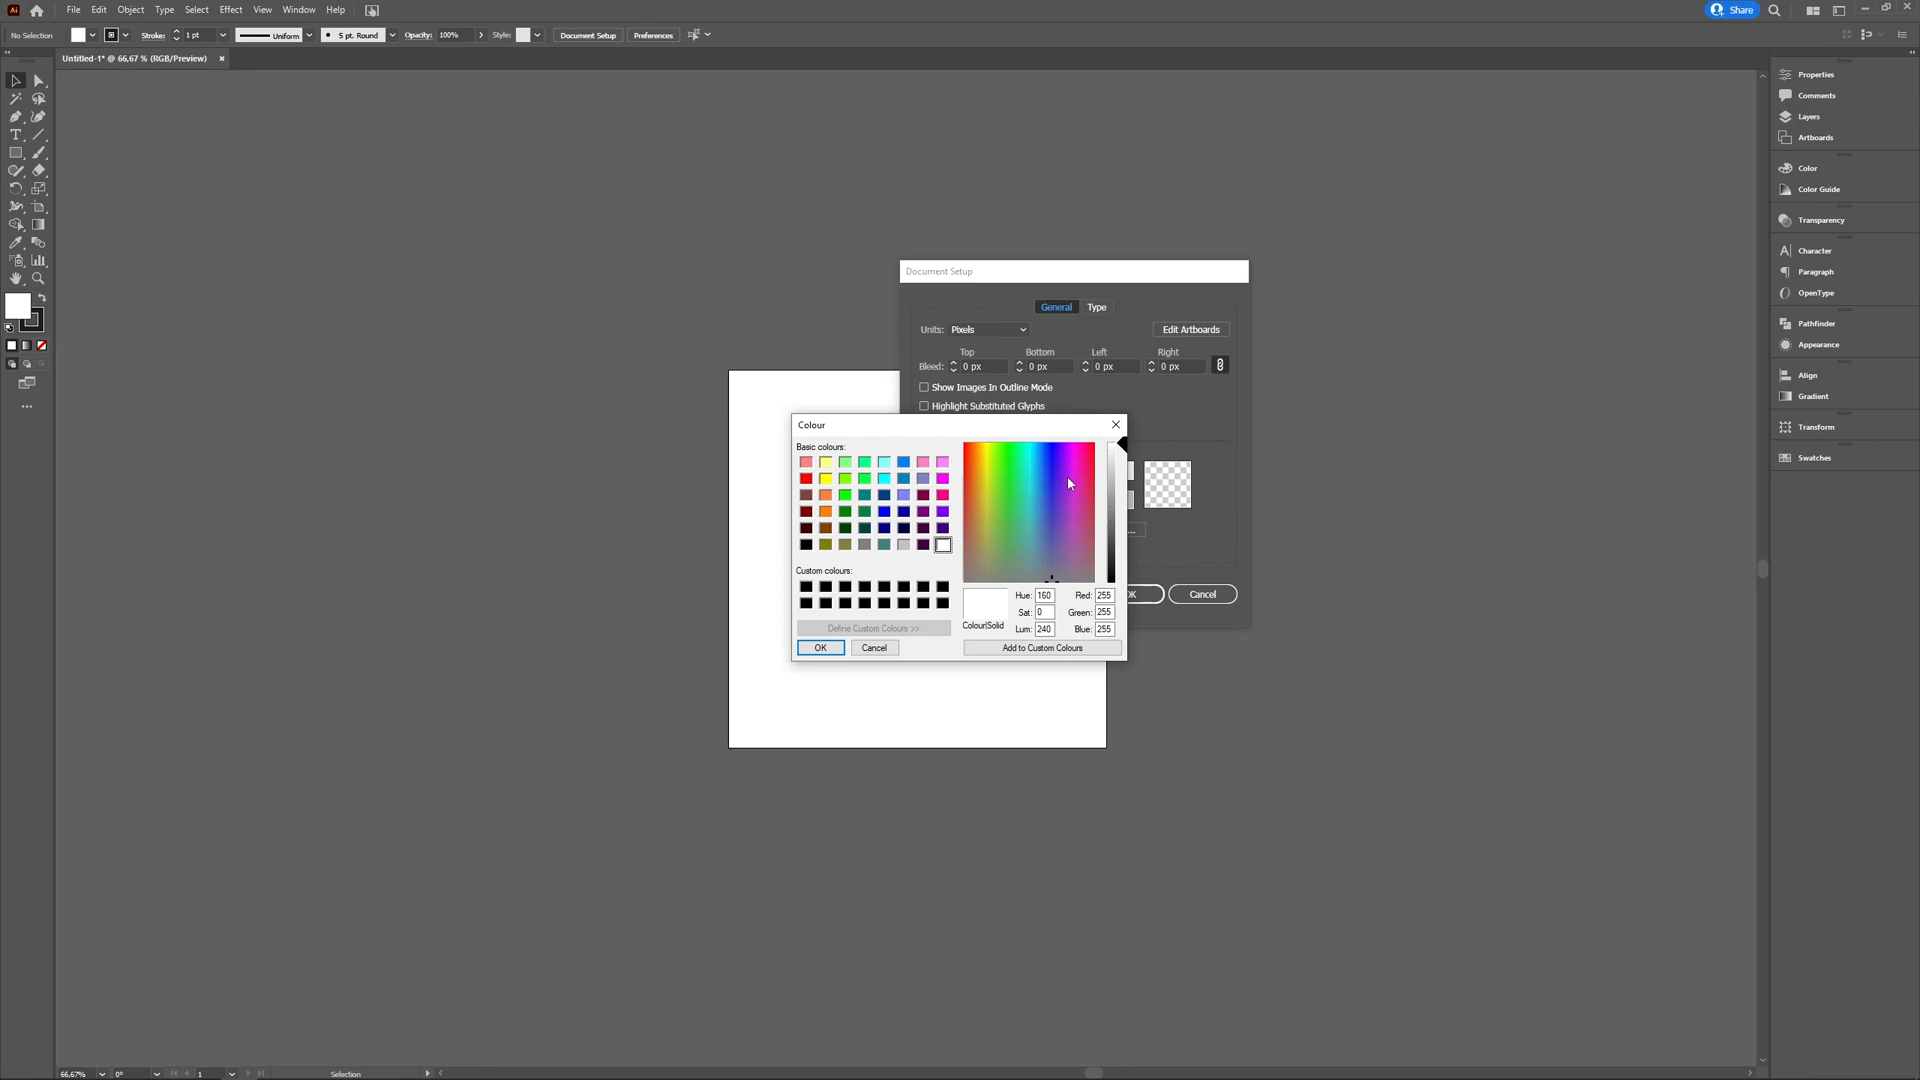 Ai File Edit Object Type Select Effect View Window Help Share
No Selection Stroke: 1 pt Uniform 5 pt. Round Opacity: 100% Style: Document Setup Preferences
Untitled-1* @ 66,67 % (RGB/Preview)
Properties
Comments
Layers
Artboards
Color
Color Guide
Transparency
Character
Paragraph
OpenType
Pathfinder
Appearance
Align
Gradient
Transform
Swatches
Document Setup
General Type
Units: Pixels Edit Artboards
Top Bottom Left Right
Bleed: 0 px 0 px 0 px 0 px
Show Images In Outline Mode
Highlight Substituted Glyphs
...
OK Cancel
Colour
Basic colours:
Custom colours:
Define Custom Colours >>
OK Cancel
Colour|Solid
Hue: 160 Red: 255
Sat: 0 Green: 255
Lum: 240 Blue: 255
Add to Custom Colours
66,67% 0° 1 Selection